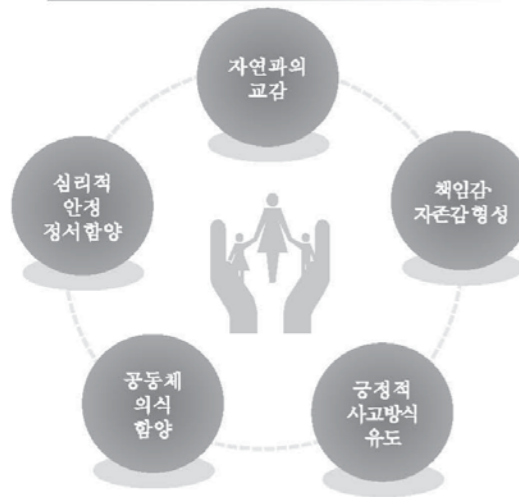 자연과의
교감
책임감·
자존감 형성
긍정적
사고방식
유도
공동체
의식
함양
심리적
안정
정서함양